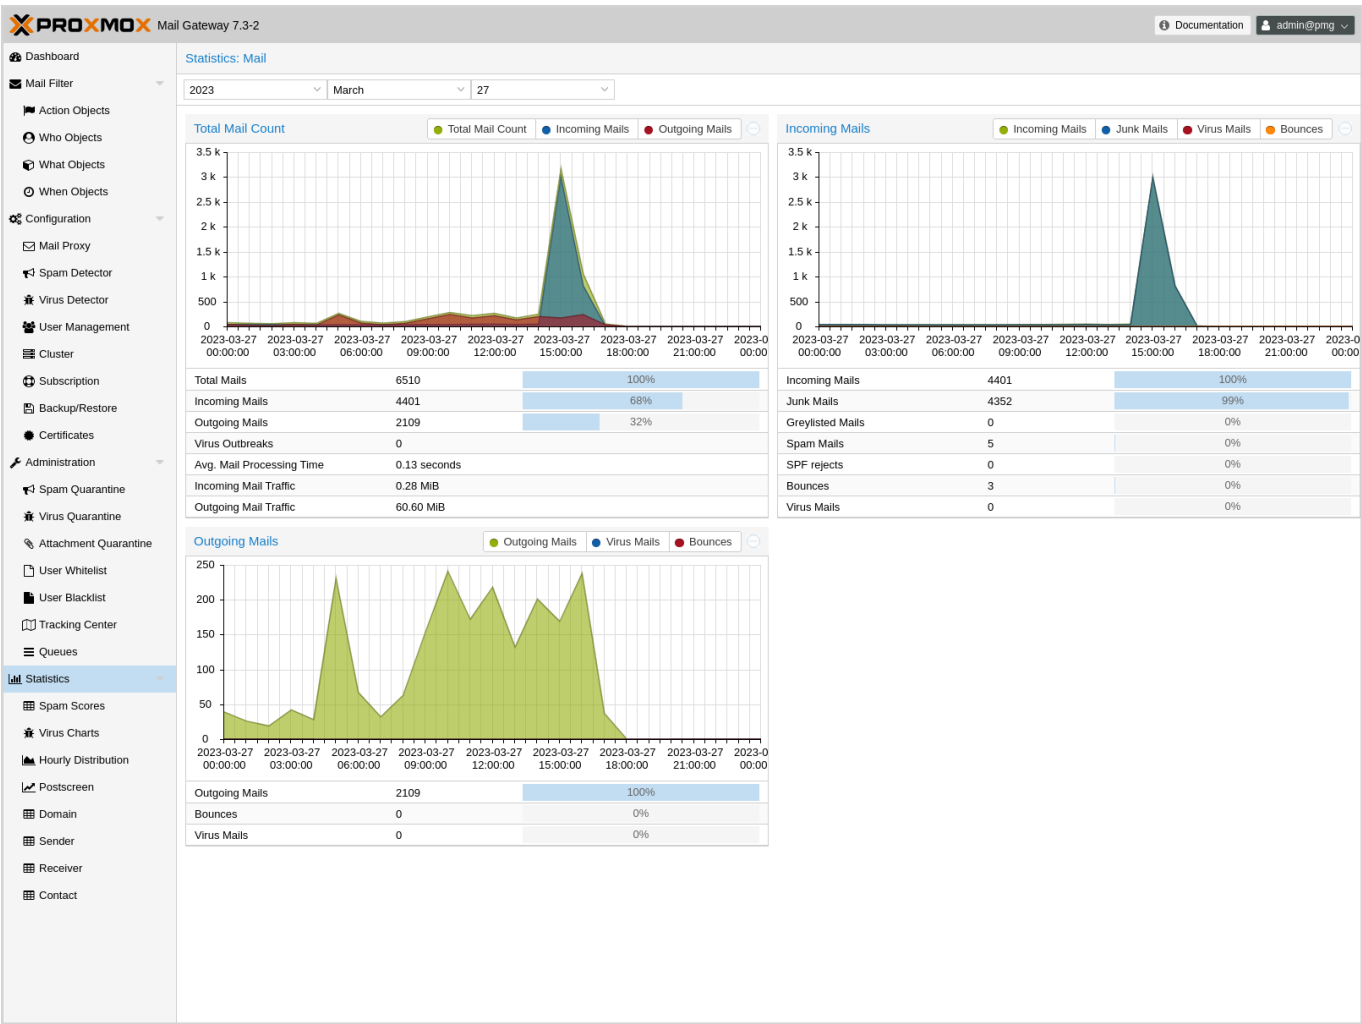 PROXMOX Mail Gateway 7.3-2
Documentation
admin@pmg
Dashboard
Mail Filter
Action Objects
Who Objects
What Objects
When Objects
Configuration
Mail Proxy
Spam Detector
Virus Detector
User Management
Cluster
Subscription
Backup/Restore
Certificates
Administration
Spam Quarantine
Virus Quarantine
Attachment Quarantine
User Whitelist
User Blacklist
Tracking Center
Queues
Statistics
Spam Scores
Virus Charts
Hourly Distribution
Postscreen
Domain
Sender
Receiver
Contact
Statistics: Mail
2023 March 27
Total Mail Count
Total Mail Count Incoming Mails Outgoing Mails
3.5 k
3 k
2.5 k
2 k
1.5 k
1 k
500
0
2023-03-27 2023-03-27 2023-03-27 2023-03-27 2023-03-27 2023-03-27 2023-03-27 2023-03-27 2023-0
00:00:00 03:00:00 06:00:00 09:00:00 12:00:00 15:00:00 18:00:00 21:00:00 00:00
Total Mails 6510 100%
Incoming Mails 4401 68%
Outgoing Mails 2109 32%
Virus Outbreaks 0
Avg. Mail Processing Time 0.13 seconds
Incoming Mail Traffic 0.28 MiB
Outgoing Mail Traffic 60.60 MiB
Incoming Mails
Incoming Mails Junk Mails Virus Mails Bounces
3.5 k
3 k
2.5 k
2 k
1.5 k
1 k
500
0
2023-03-27 2023-03-27 2023-03-27 2023-03-27 2023-03-27 2023-03-27 2023-03-27 2023-03-27 2023-0
00:00:00 03:00:00 06:00:00 09:00:00 12:00:00 15:00:00 18:00:00 21:00:00 00:00
Incoming Mails 4401 100%
Junk Mails 4352 99%
Greylisted Mails 0 0%
Spam Mails 5 0%
SPF rejects 0 0%
Bounces 3 0%
Virus Mails 0 0%
Outgoing Mails
Outgoing Mails Virus Mails Bounces
250
200
150
100
50
0
2023-03-27 2023-03-27 2023-03-27 2023-03-27 2023-03-27 2023-03-27 2023-03-27 2023-03-27 2023-0
00:00:00 03:00:00 06:00:00 09:00:00 12:00:00 15:00:00 18:00:00 21:00:00 00:00
Outgoing Mails 2109 100%
Bounces 0 0%
Virus Mails 0 0%